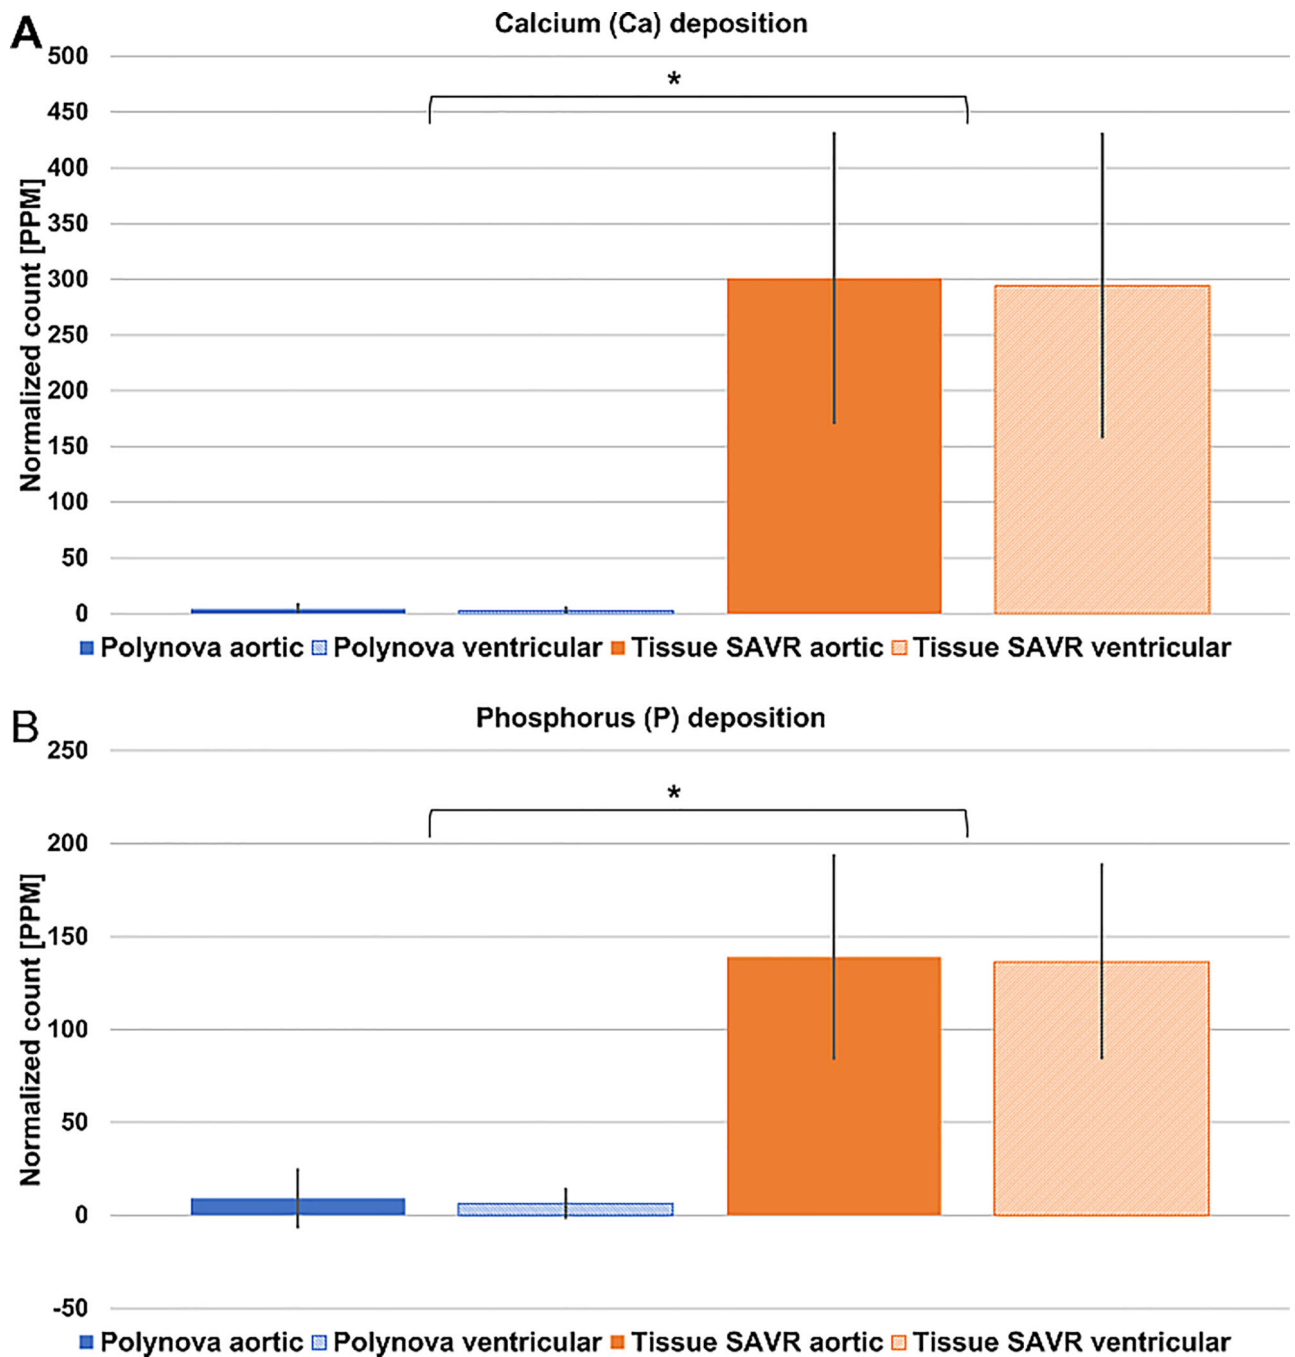 A
Calcium (Ca) deposition
500
*
450
400
350
300
250
200
150
100
50
0
Normalized count [PPM]
Polynova aortic Polynova ventricular Tissue SAVR aortic Tissue SAVR ventricular
B
Phosphorus (P) deposition
250
*
200
150
100
50
0
-50
Normalized count [PPM]
Polynova aortic Polynova ventricular Tissue SAVR aortic Tissue SAVR ventricular